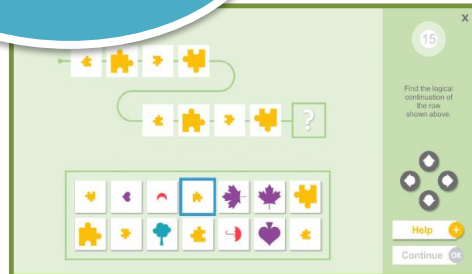 X
15
Find the logical
continuation of
the row
shown above.
?
Help +
Continue OK